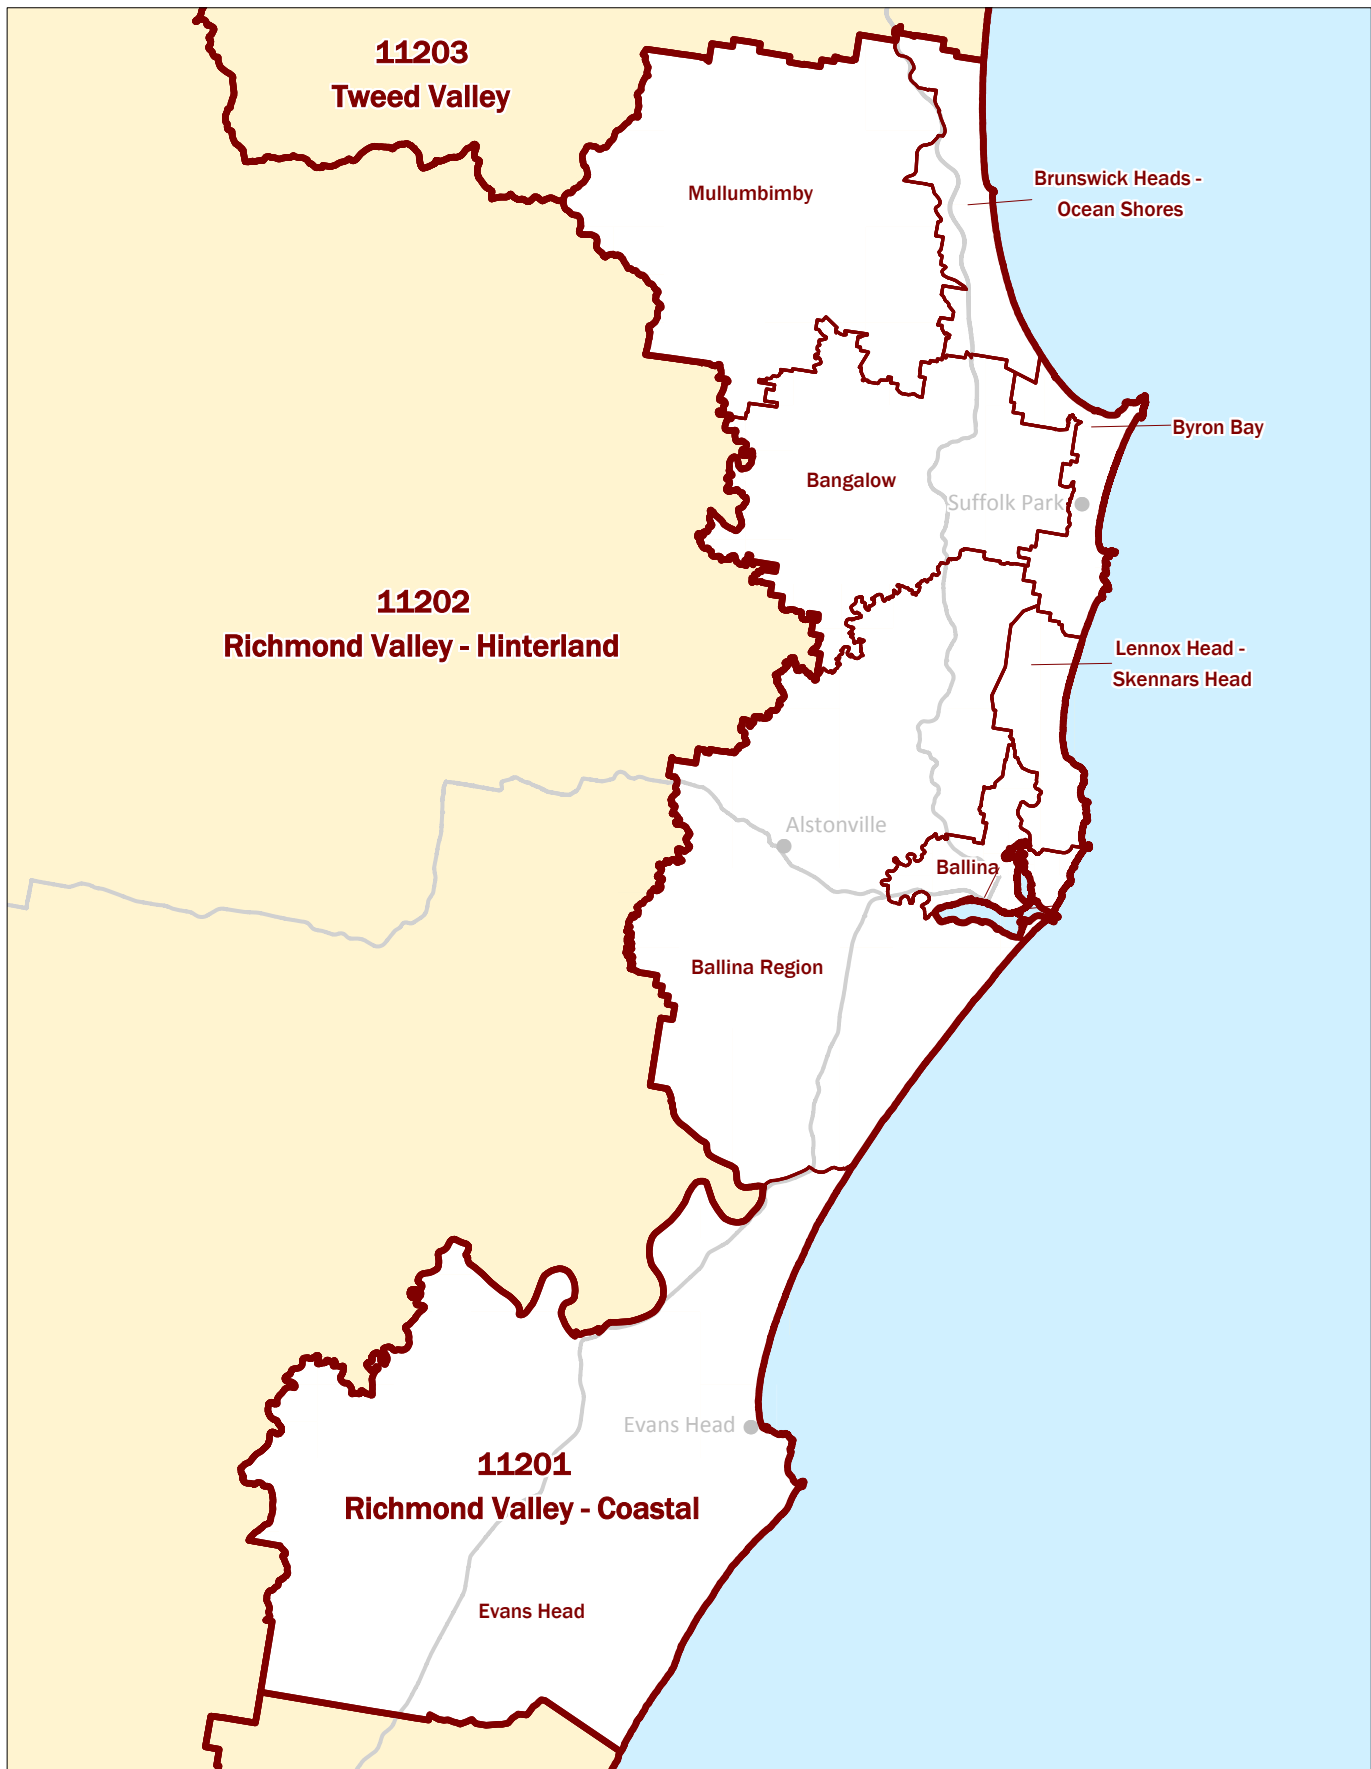 11203
Tweed Valley
Mullumbimby
Brunswick Heads -
Ocean Shores
Byron Bay
Bangalow
Suffolk Park
11202
Richmond Valley - Hinterland
Lennox Head -
Skennars Head
Alstonville
Ballina
Ballina Region
Evans Head
11201
Richmond Valley - Coastal
Evans Head